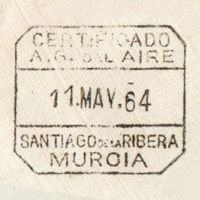 CERTIFICADO
A.G. DEL AIRE
11.MAY.64
SANTIAGO DE LA RIBERA
MURCIA